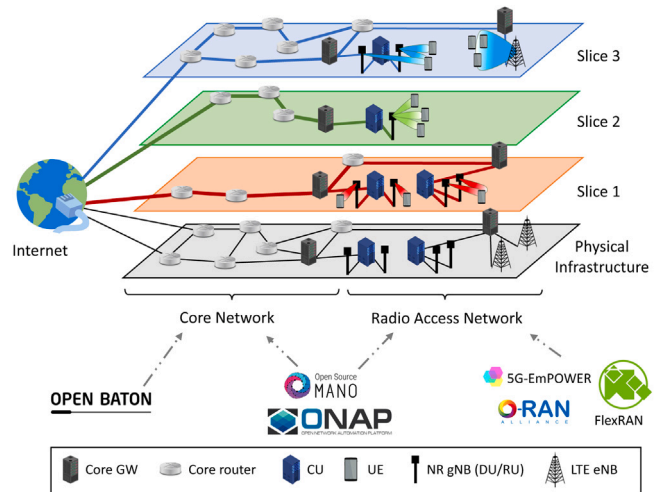 Slice 3
Slice 2
Slice 1
Internet
Physical
Infrastructure
Core Network
Radio Access Network
OPEN BATON
Open Source
MANO
ONAP
OPEN NETWORK AUTOMATION PLATFORM
5G-EmPOWER
O-RAN
ALLIANCE
FlexRAN
Core GW
Core router
CU
UE
NR gNB (DU/RU)
LTE eNB